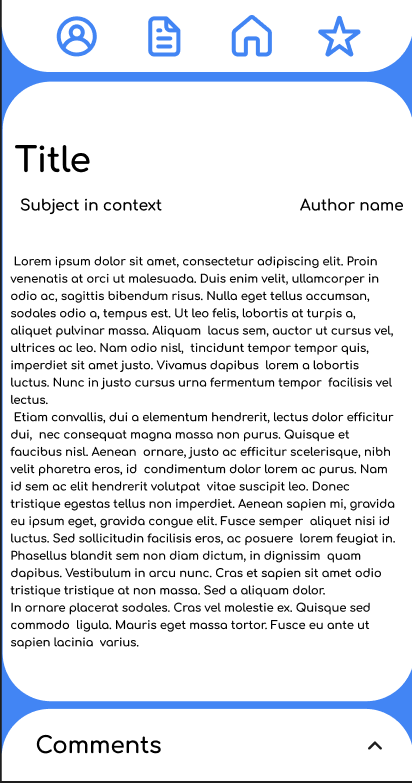 Title
Subject in context Author name
Lorem ipsum dolor sit amet, consectetur adipiscing elit. Proin
venenatis at orci ut malesuada. Duis enim velit, ullamcorper in
odio ac, sagittis bibendum risus. Nulla eget tellus accumsan,
sodales odio a, tempus est. Ut leo felis, lobortis at turpis a,
aliquet pulvinar massa. Aliquam  lacus sem, auctor ut cursus vel,
ultrices ac leo. Nam odio nisl,  tincidunt tempor tempor quis,
imperdiet sit amet justo. Vivamus dapibus  lorem a lobortis
luctus. Nunc in justo cursus urna fermentum tempor  facilisis vel
lectus.
Etiam convallis, dui a elementum hendrerit, lectus dolor efficitur
dui,  nec consequat magna massa non purus. Quisque et
faucibus nisl. Aenean  ornare, justo ac efficitur scelerisque, nibh
velit pharetra eros, id  condimentum dolor lorem ac purus. Nam
id sem ac elit hendrerit volutpat  vitae suscipit leo. Donec
tristique egestas tellus non imperdiet. Aenean sapien mi, gravida
eu ipsum eget, gravida congue elit. Fusce semper  aliquet nisi id
luctus. Sed sollicitudin facilisis eros, ac posuere  lorem feugiat in.
Phasellus blandit sem non diam dictum, in dignissim  quam
dapibus. Vestibulum in arcu nunc. Cras et sapien sit amet odio
tristique tristique at non massa. Sed a aliquam dolor.
In ornare placerat sodales. Cras vel molestie ex. Quisque sed
commodo  ligula. Mauris eget massa tortor. Fusce eu ante ut
sapien lacinia  varius.
Comments